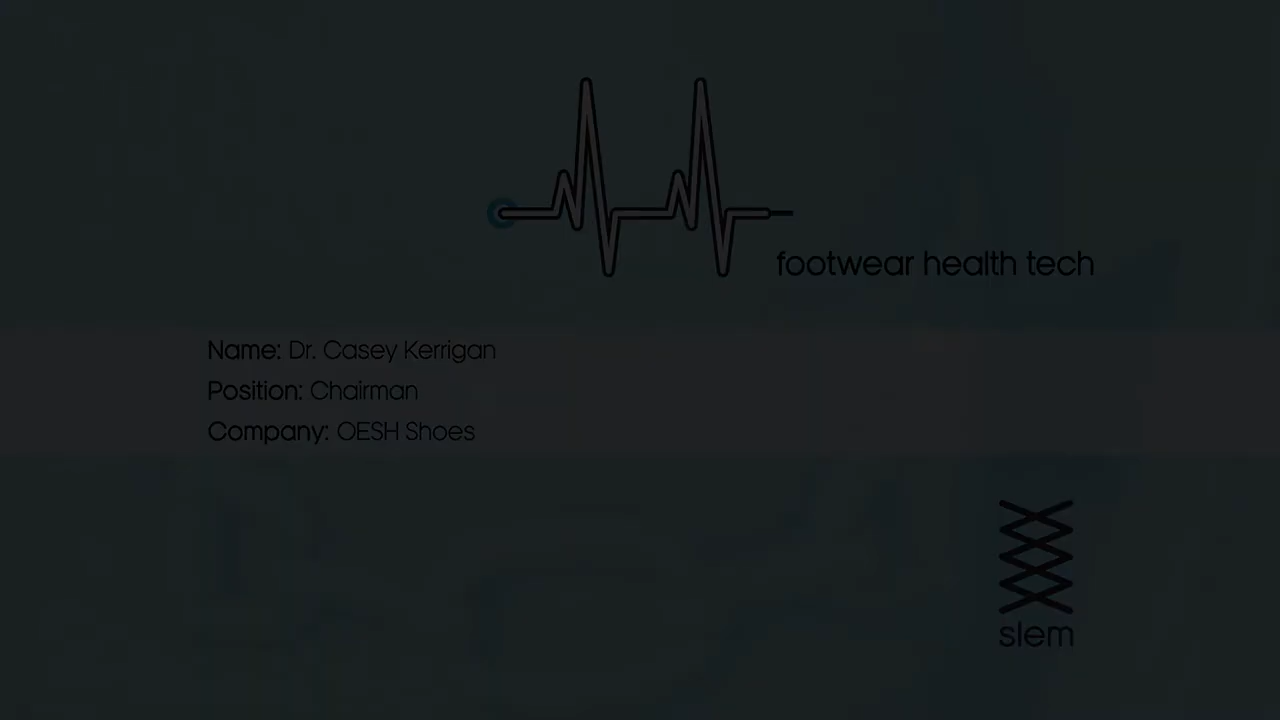 footwear health tech
Name: Dr. Casey Kerrigan
Position: Chairman
Company: OESH Shoes
slem